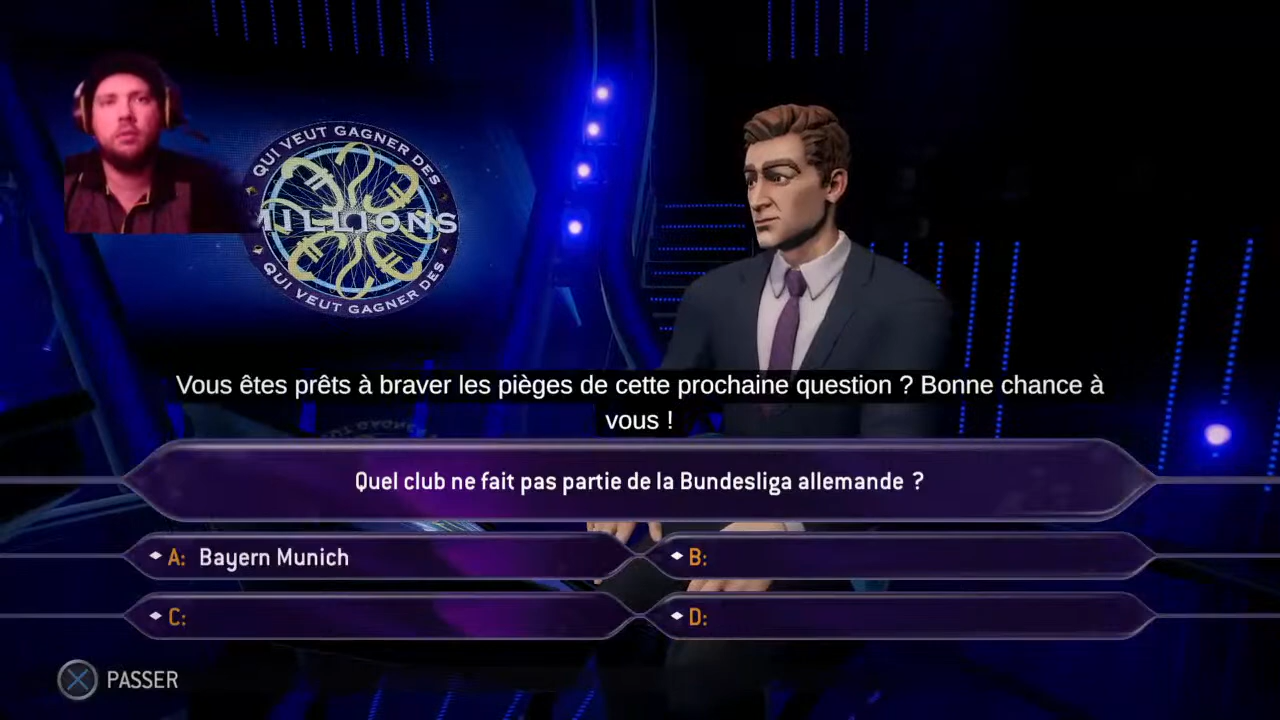 QUI VEUT GAGNER DES
MILLIONS
QUI VEUT GAGNER DES
Vous êtes prêts à braver les pièges de cette prochaine question ? Bonne chance à
vous !
Quel club ne fait pas partie de la Bundesliga allemande ?
A: Bayern Munich
B:
C:
D:
PASSER